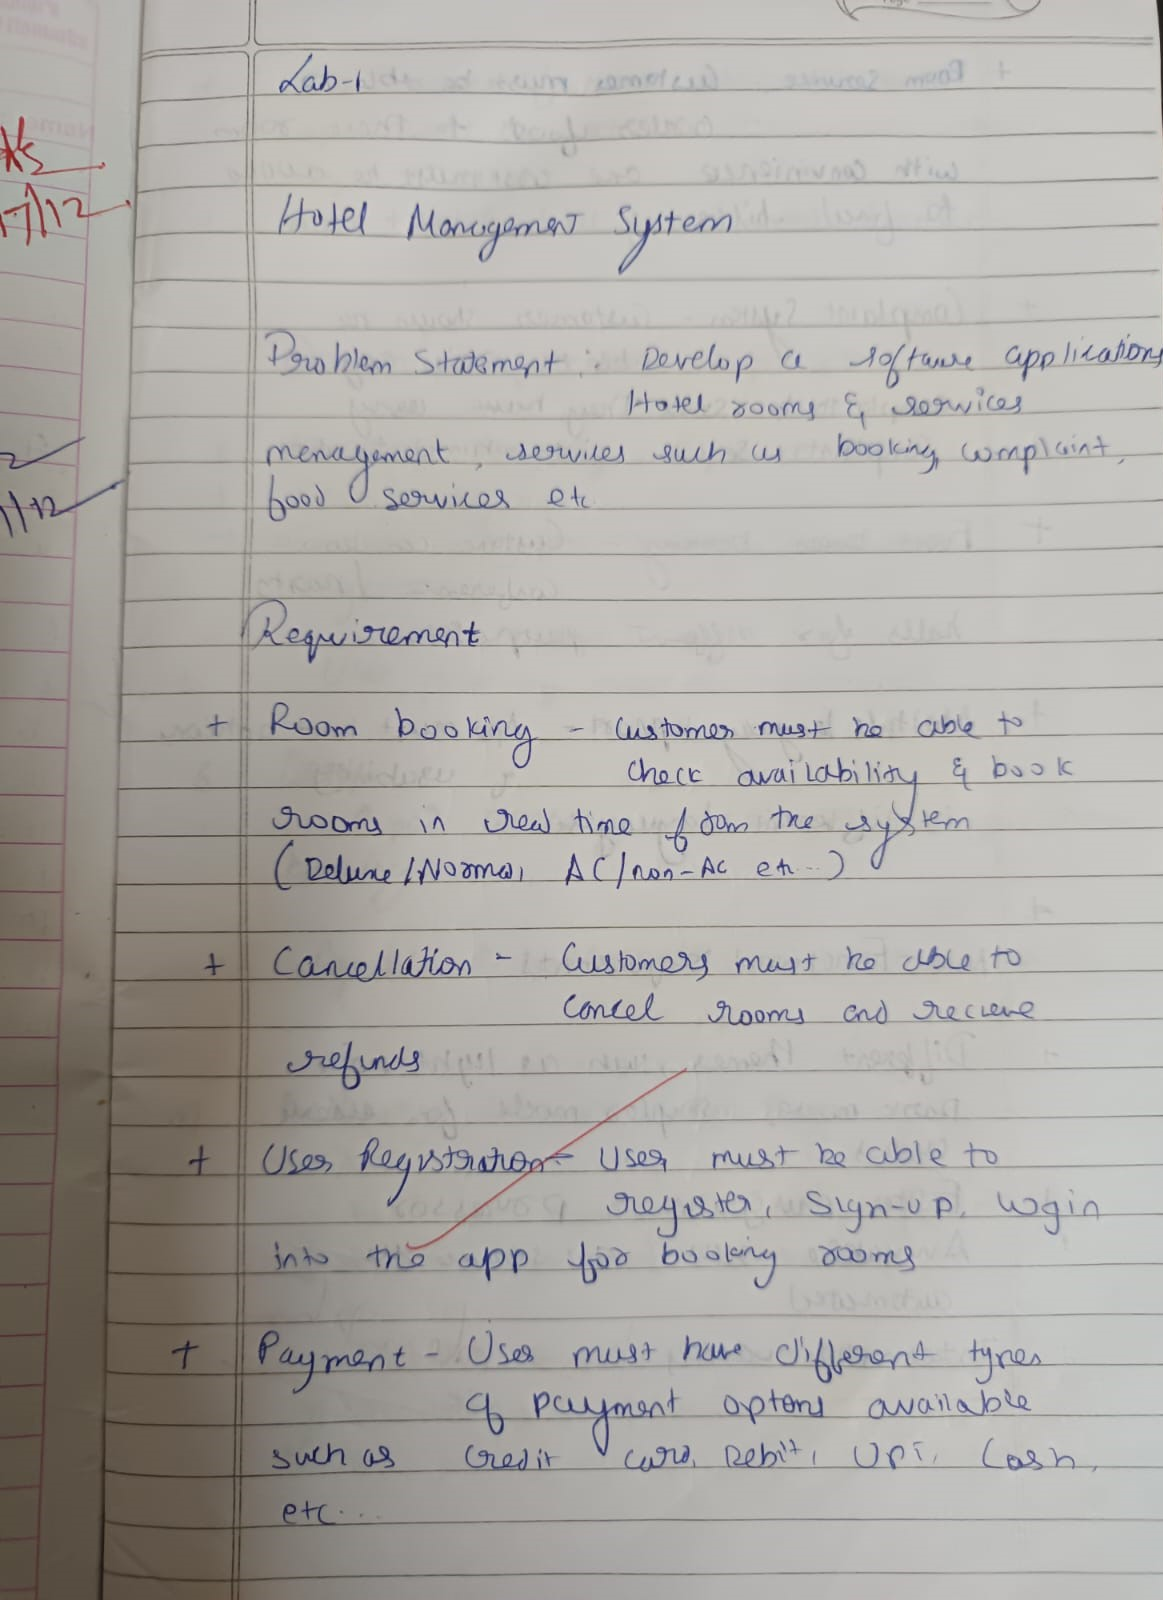 Lab-1
Hotel Management System
Problem Statement : Develop a software applications
Hotel rooms & services
menagement, services such as booking, complaint,
food services etc
Requirement
+ Room booking - Customer must be able to
check availability & book
rooms in real time from the system
(Deluxe/Normal, AC/non-AC etc...)
+ Cancellation - Customers must be able to
cancel rooms and recieve
refunds
+ User Registration - User must be able to
register, Sign-up, login
into the app for booking rooms
+ Payment - User must have different types
of payment options available
such as Credit card, Debit, UPI, Cash,
etc...
17/12